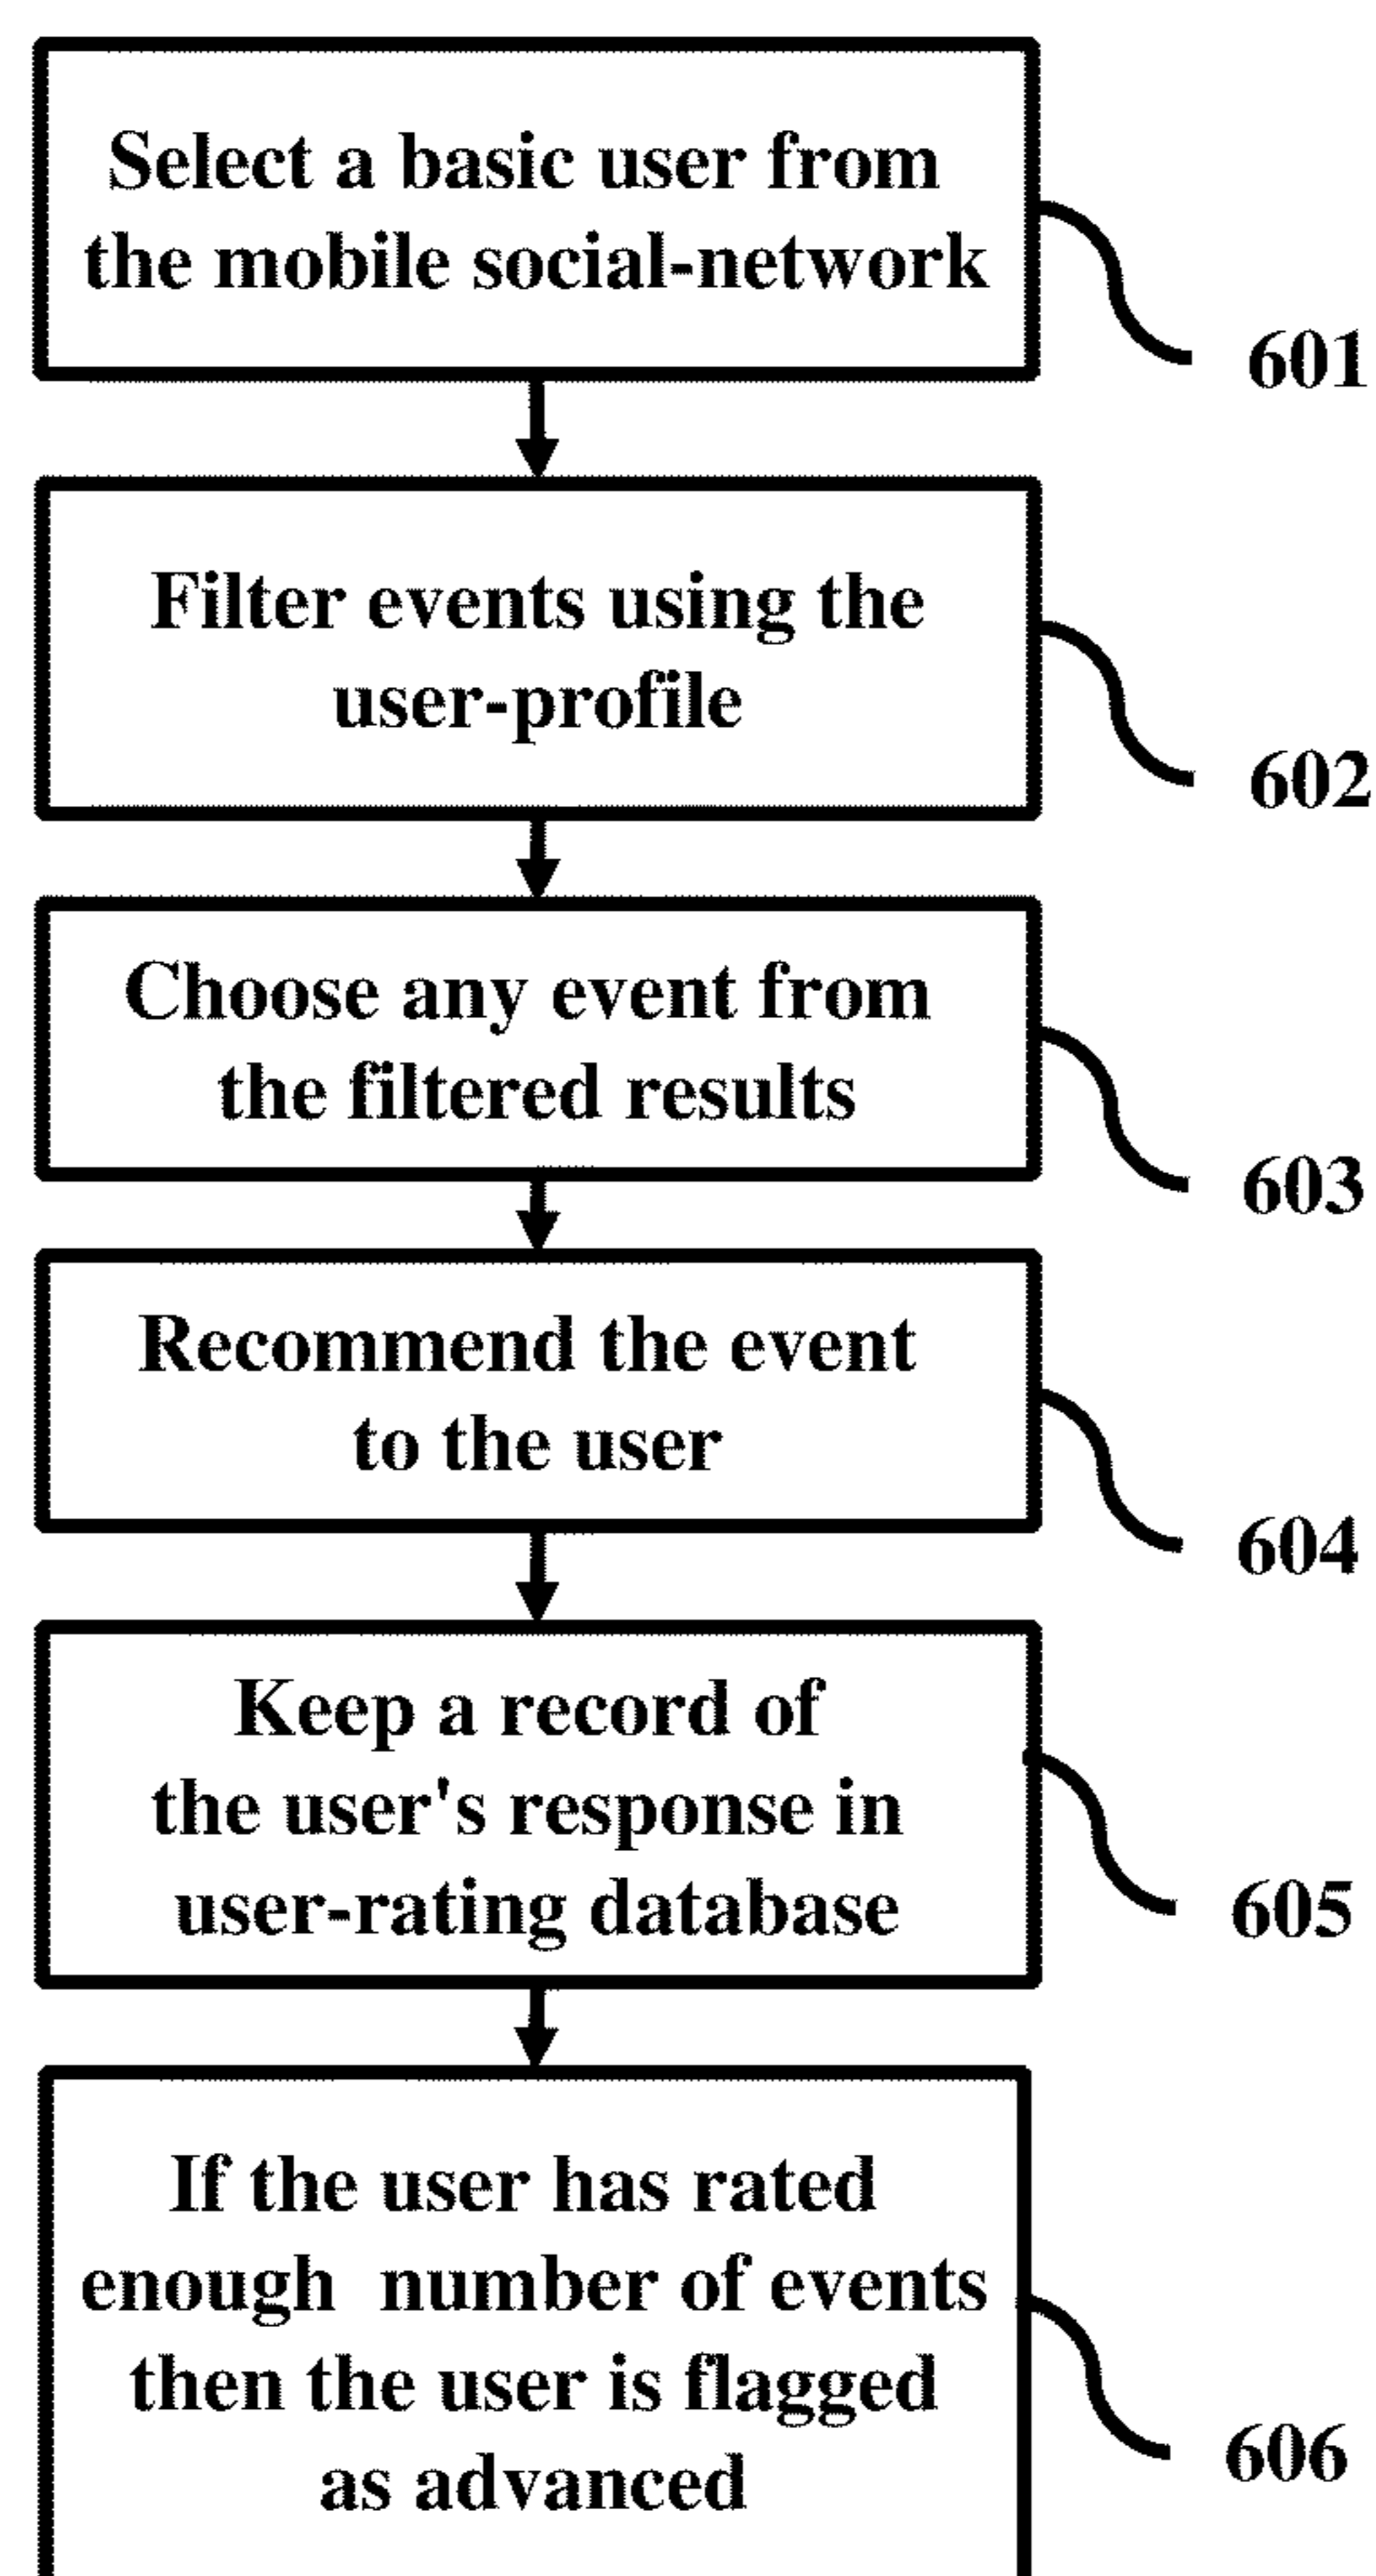 Select a basic user from
the mobile social-network
601
Filter events using the
user-profile
602
Choose any event from
the filtered results
603
Recommend the event
to the user
604
Keep a record of
the user's response in
user-rating database
605
If the user has rated
enough number of events
then the user is flagged
as advanced
606